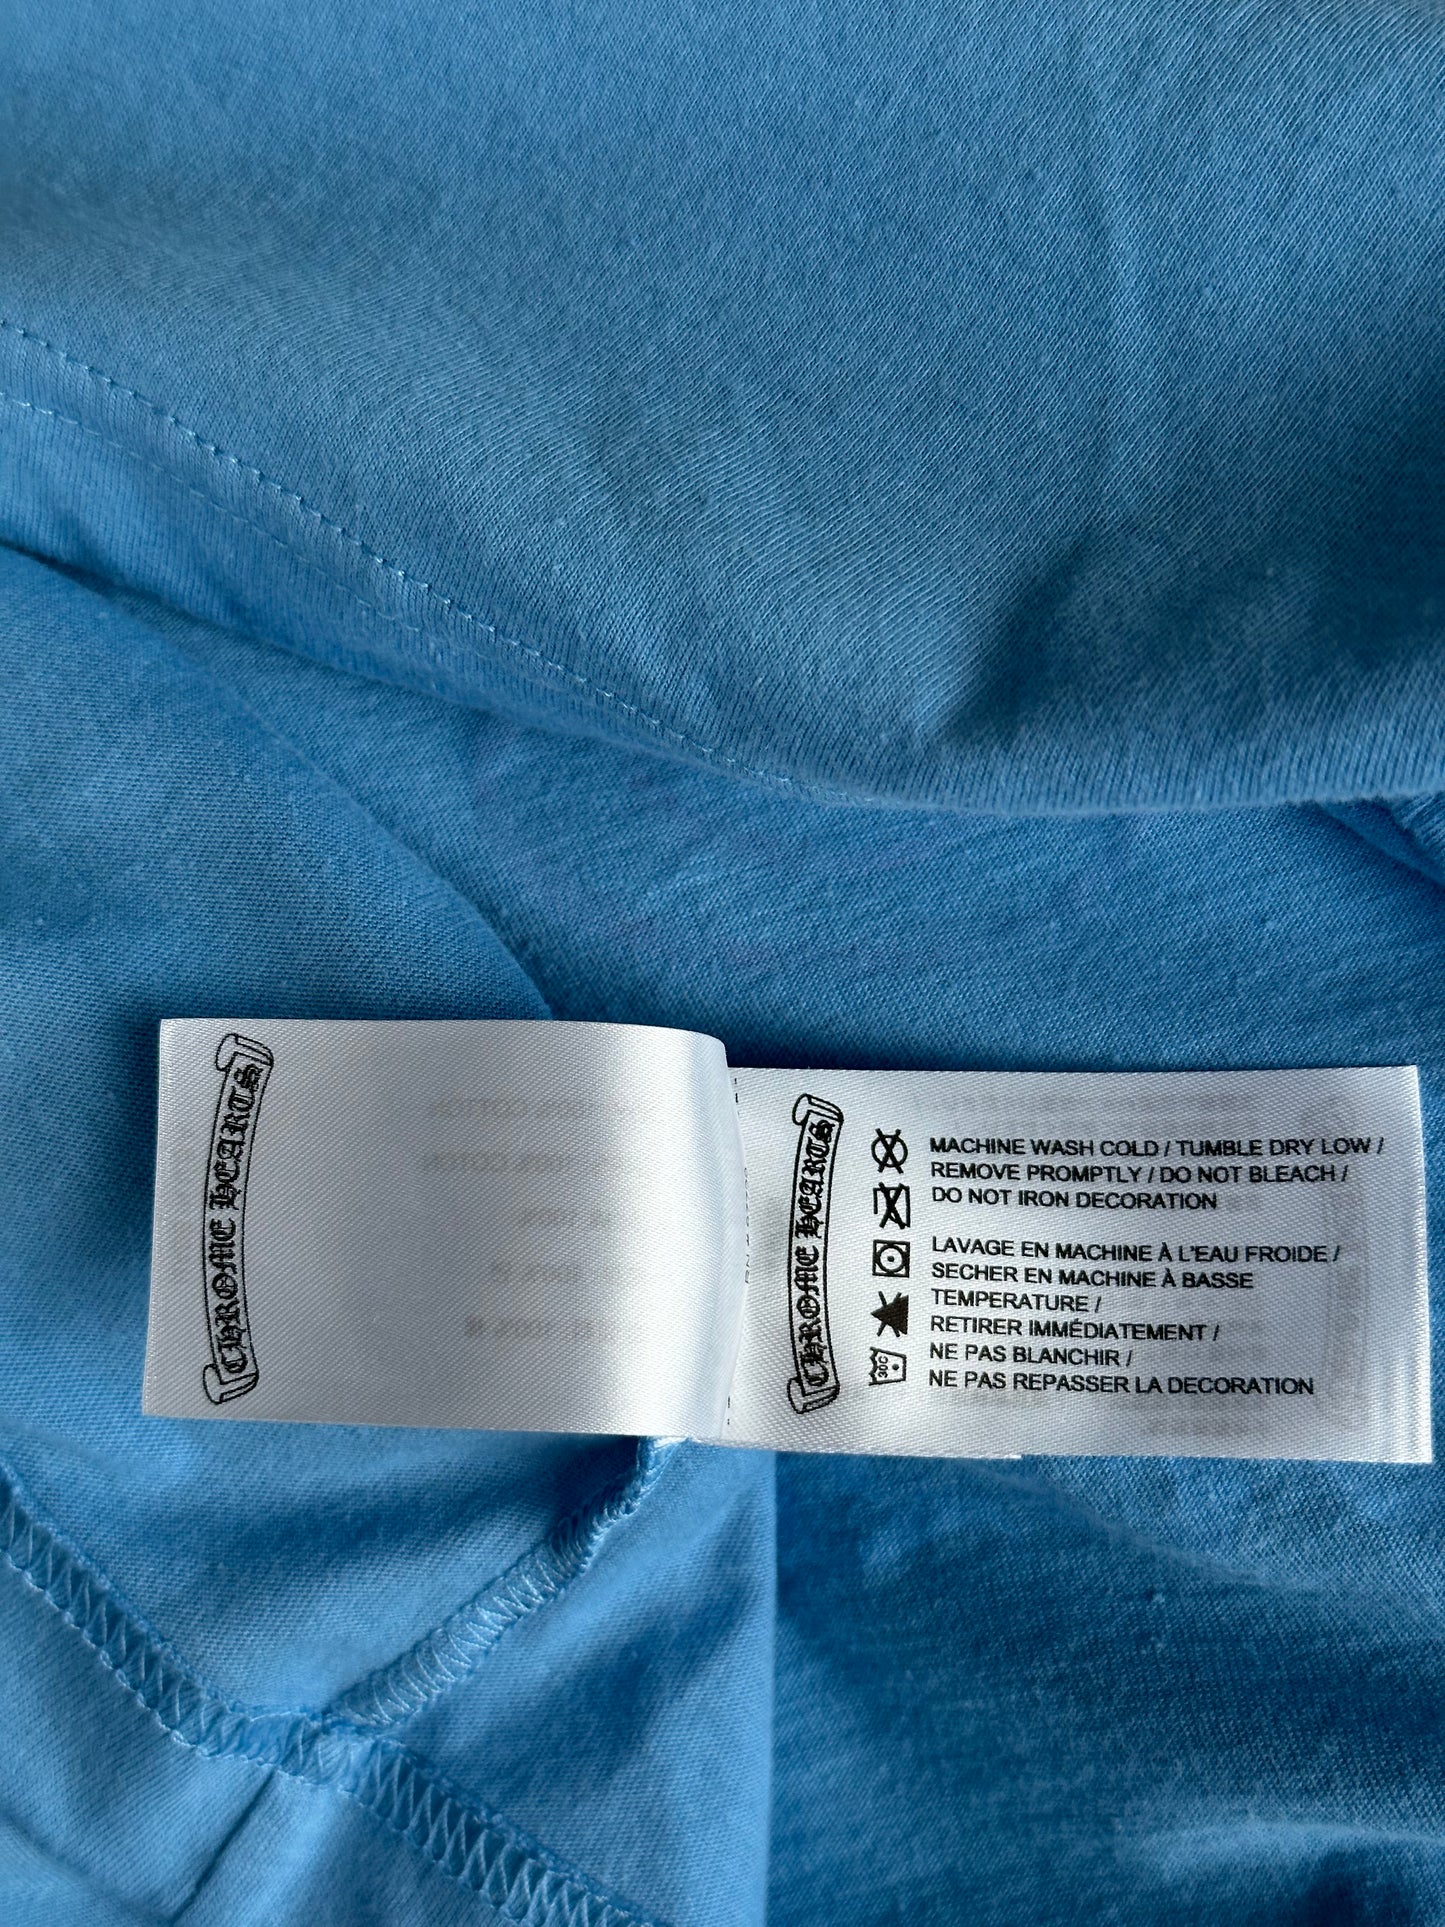 CHROME HEARTS
CHROME HEARTS
MACHINE WASH COLD / TUMBLE DRY LOW /
REMOVE PROMPTLY / DO NOT BLEACH /
DO NOT IRON DECORATION
LAVAGE EN MACHINE À L'EAU FROIDE /
SECHER EN MACHINE À BASSE
TEMPERATURE /
RETIRER IMMÉDIATEMENT /
NE PAS BLANCHIR /
NE PAS REPASSER LA DECORATION
30C